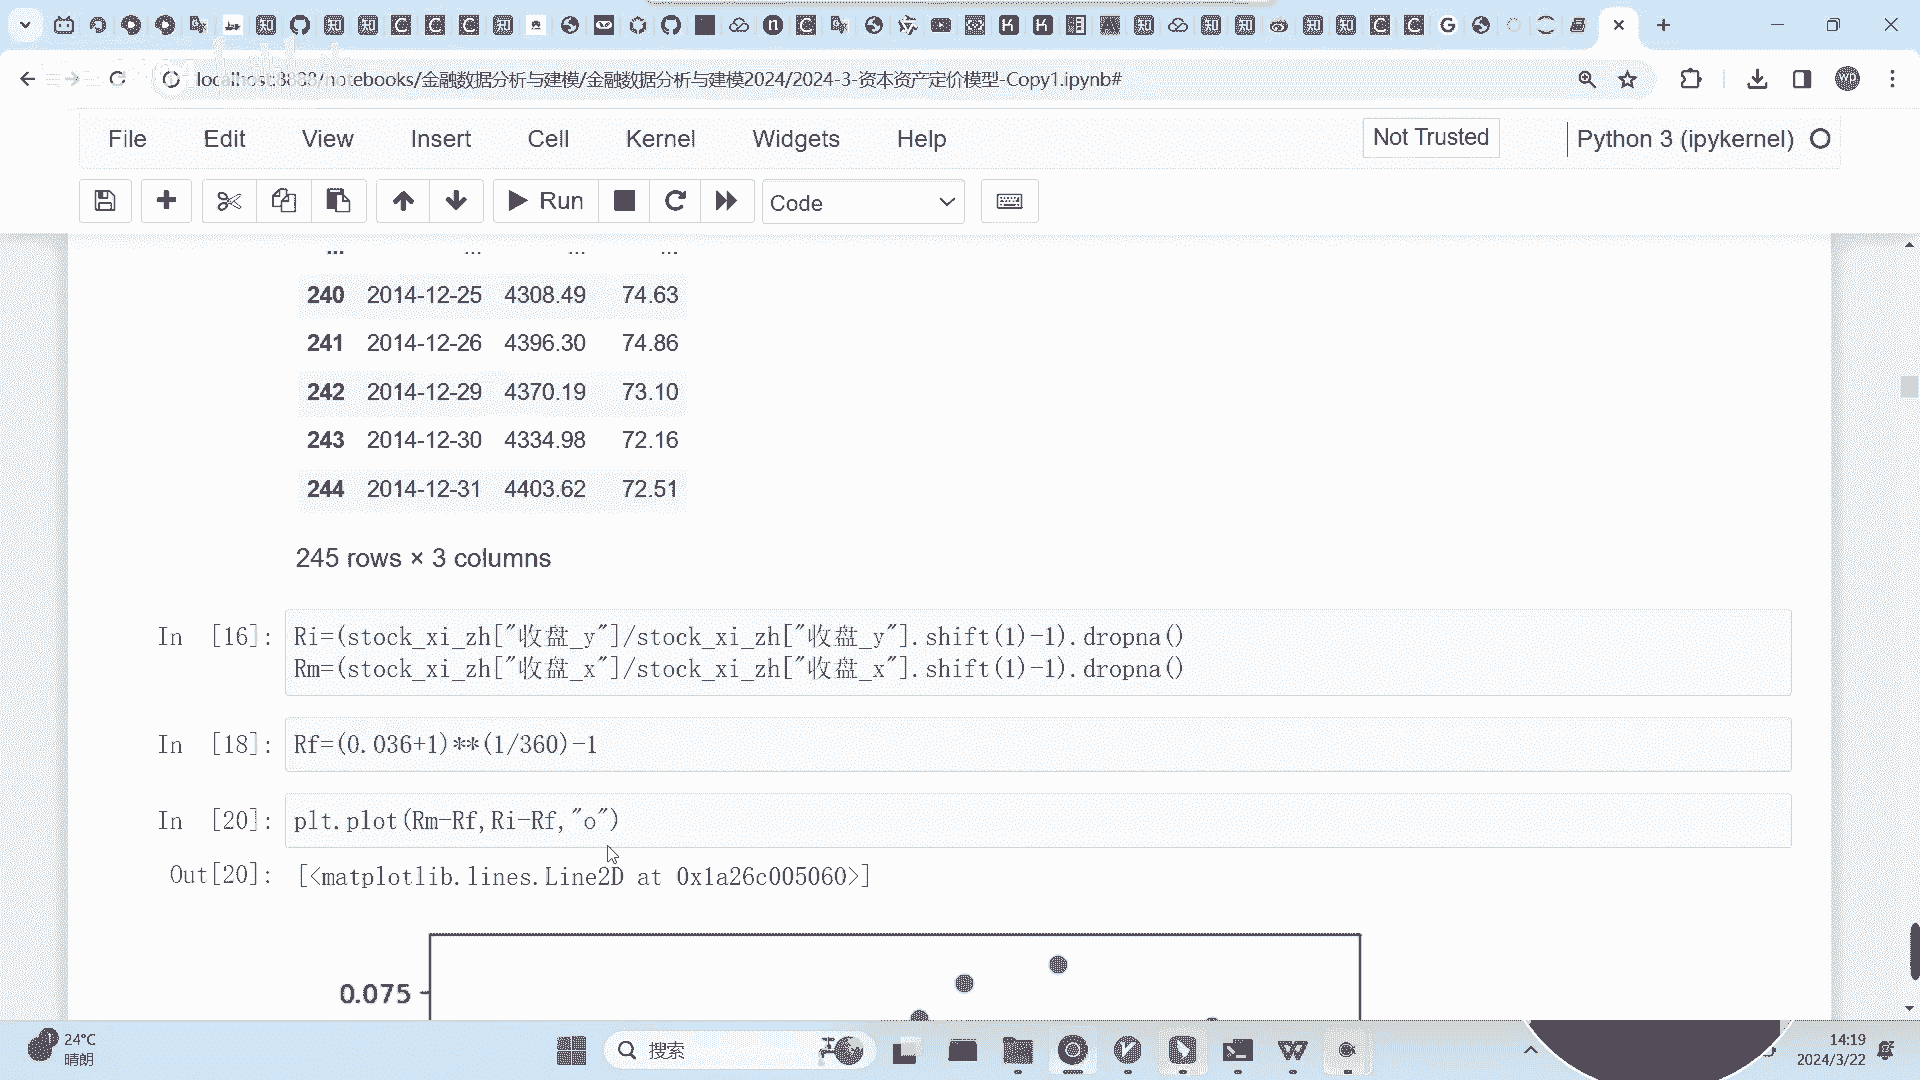 localhost:8888/notebooks/金融数据分析与建模/金融数据分析与建模2024/2024-3-资本资产定价模型-Copy1.ipynb#
File Edit View Insert Cell Kernel Widgets Help Not Trusted Python 3 (ipykernel)
Run Code
... ... ... ...
240 2014-12-25 4308.49 74.63
241 2014-12-26 4396.30 74.86
242 2014-12-29 4370.19 73.10
243 2014-12-30 4334.98 72.16
244 2014-12-31 4403.62 72.51
245 rows × 3 columns
In [16]: Ri=(stock_xi_zh["收盘_y"]/stock_xi_zh["收盘_y"].shift(1)-1).dropna()
Rm=(stock_xi_zh["收盘_x"]/stock_xi_zh["收盘_x"].shift(1)-1).dropna()
In [18]: Rf=(0.036+1)**(1/360)-1
In [20]: plt.plot(Rm-Rf,Ri-Rf,"o")
Out[20]: [<matplotlib.lines.Line2D at 0x1a26c005060>]
0.075
24°C
晴朗
搜索
14:19
2024/3/22